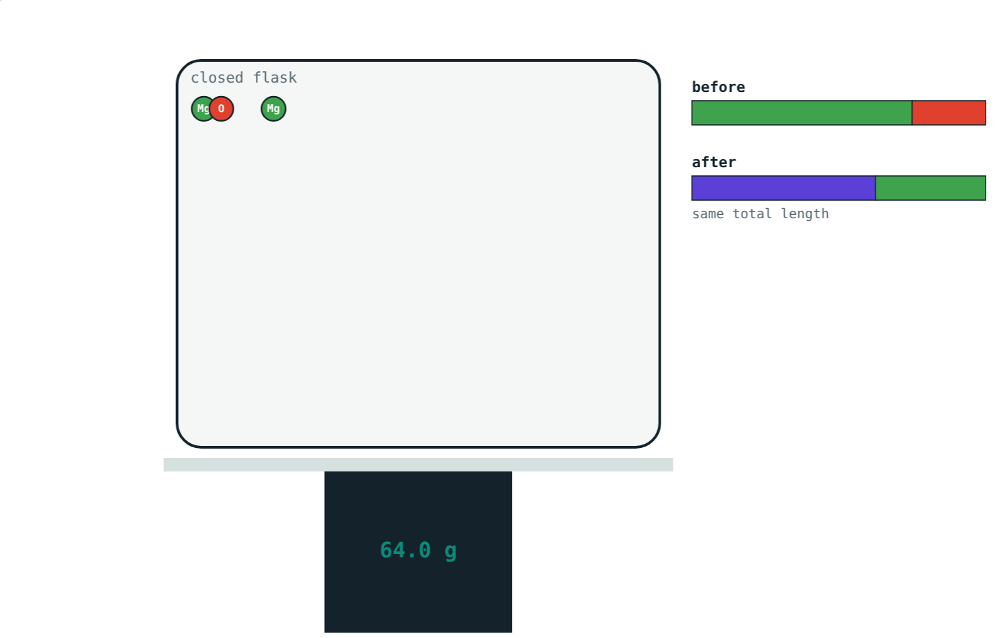 closed flask
Mg O Mg
before
after
same total length
64.0 g